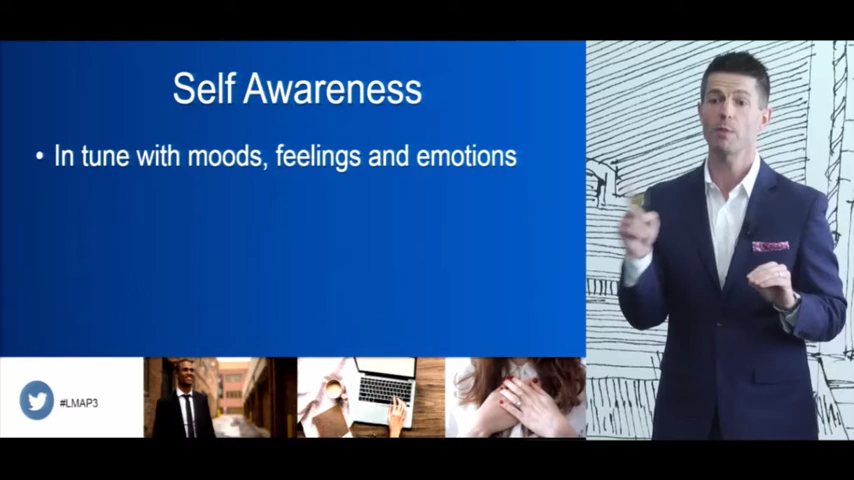 Self Awareness
• In tune with moods, feelings and emotions
#LMAP3